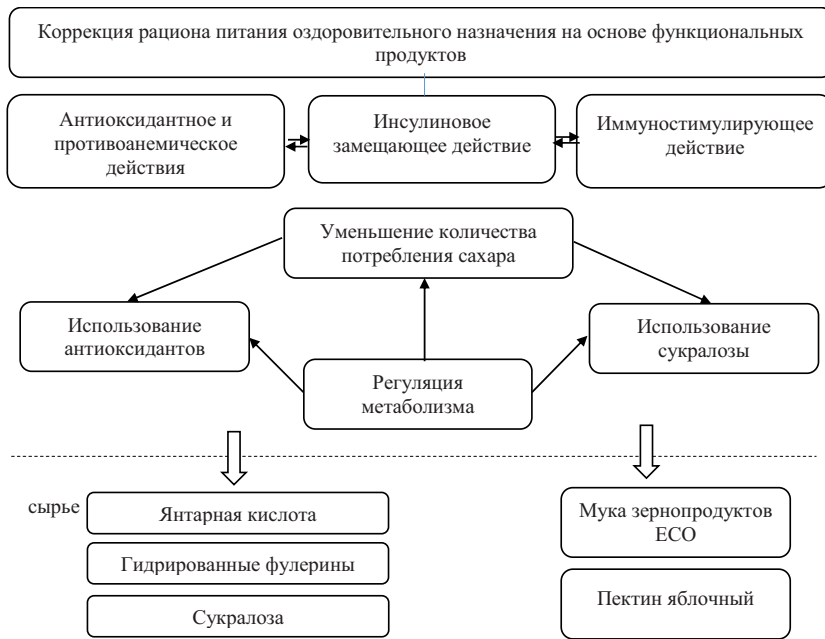 Коррекция рациона питания оздоровительного назначения на основе функциональных
продуктов
Антиоксидантное и
противоанемическое
действия
Инсулиновое
замещающее действие
Иммуностимулирующее
действие
Уменьшение количества
потребления сахара
Использование
антиоксидантов
Использование
сукралозы
Регуляция
метаболизма
сырье
Янтарная кислота
Гидрированные фулерины
Сукралоза
Мука зернопродуктов
ECO
Пектин яблочный